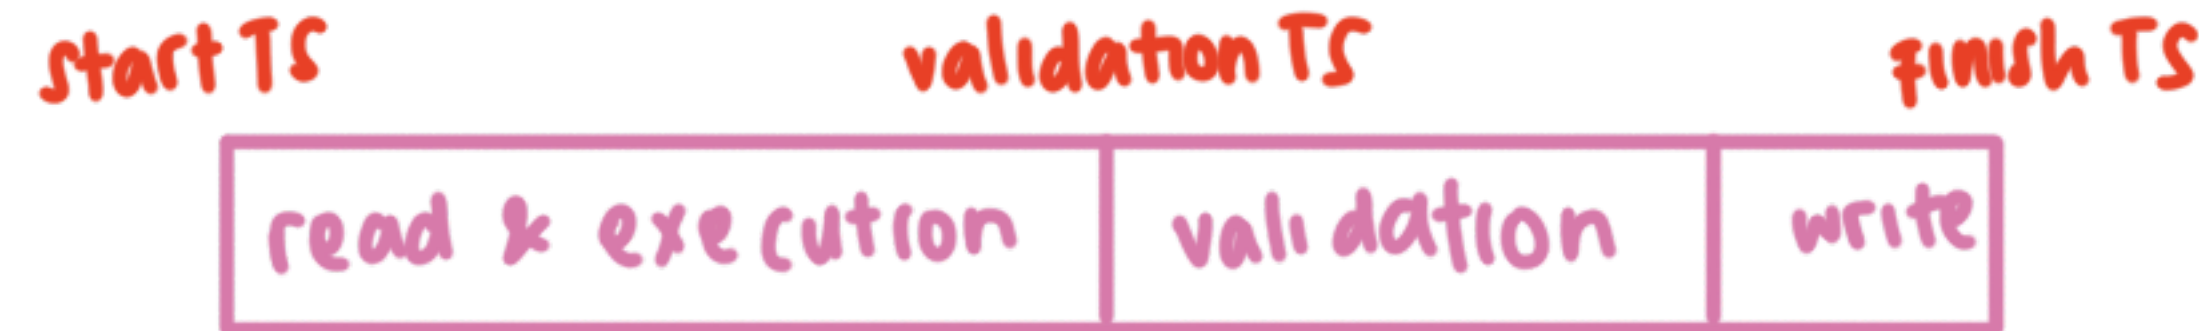 start TS validation TS finish TS
read & execution validation write